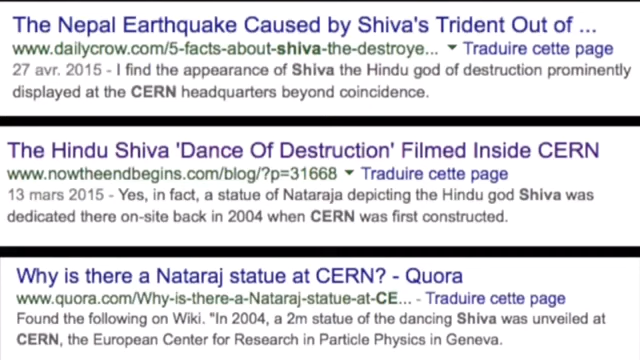 The Nepal Earthquake Caused by Shiva's Trident Out of ...
www.dailycrow.com/5-facts-about-shiva-the-destroye... Traduire cette page
27 avr. 2015 - I find the appearance of Shiva the Hindu god of destruction prominently
displayed at the CERN headquarters beyond coincidence.
The Hindu Shiva 'Dance Of Destruction' Filmed Inside CERN
www.nowtheendbegins.com/blog/?p=31668 Traduire cette page
13 mars 2015 - Yes, in fact, a statue of Nataraja depicting the Hindu god Shiva was
dedicated there on-site back in 2004 when CERN was first constructed.
Why is there a Nataraj statue at CERN? - Quora
www.quora.com/Why-is-there-a-Nataraj-statue-at-CE... - Traduire cette page
Found the following on Wiki. "In 2004, a 2m statue of the dancing Shiva was unveiled at
CERN, the European Center for Research in Particle Physics in Geneva.